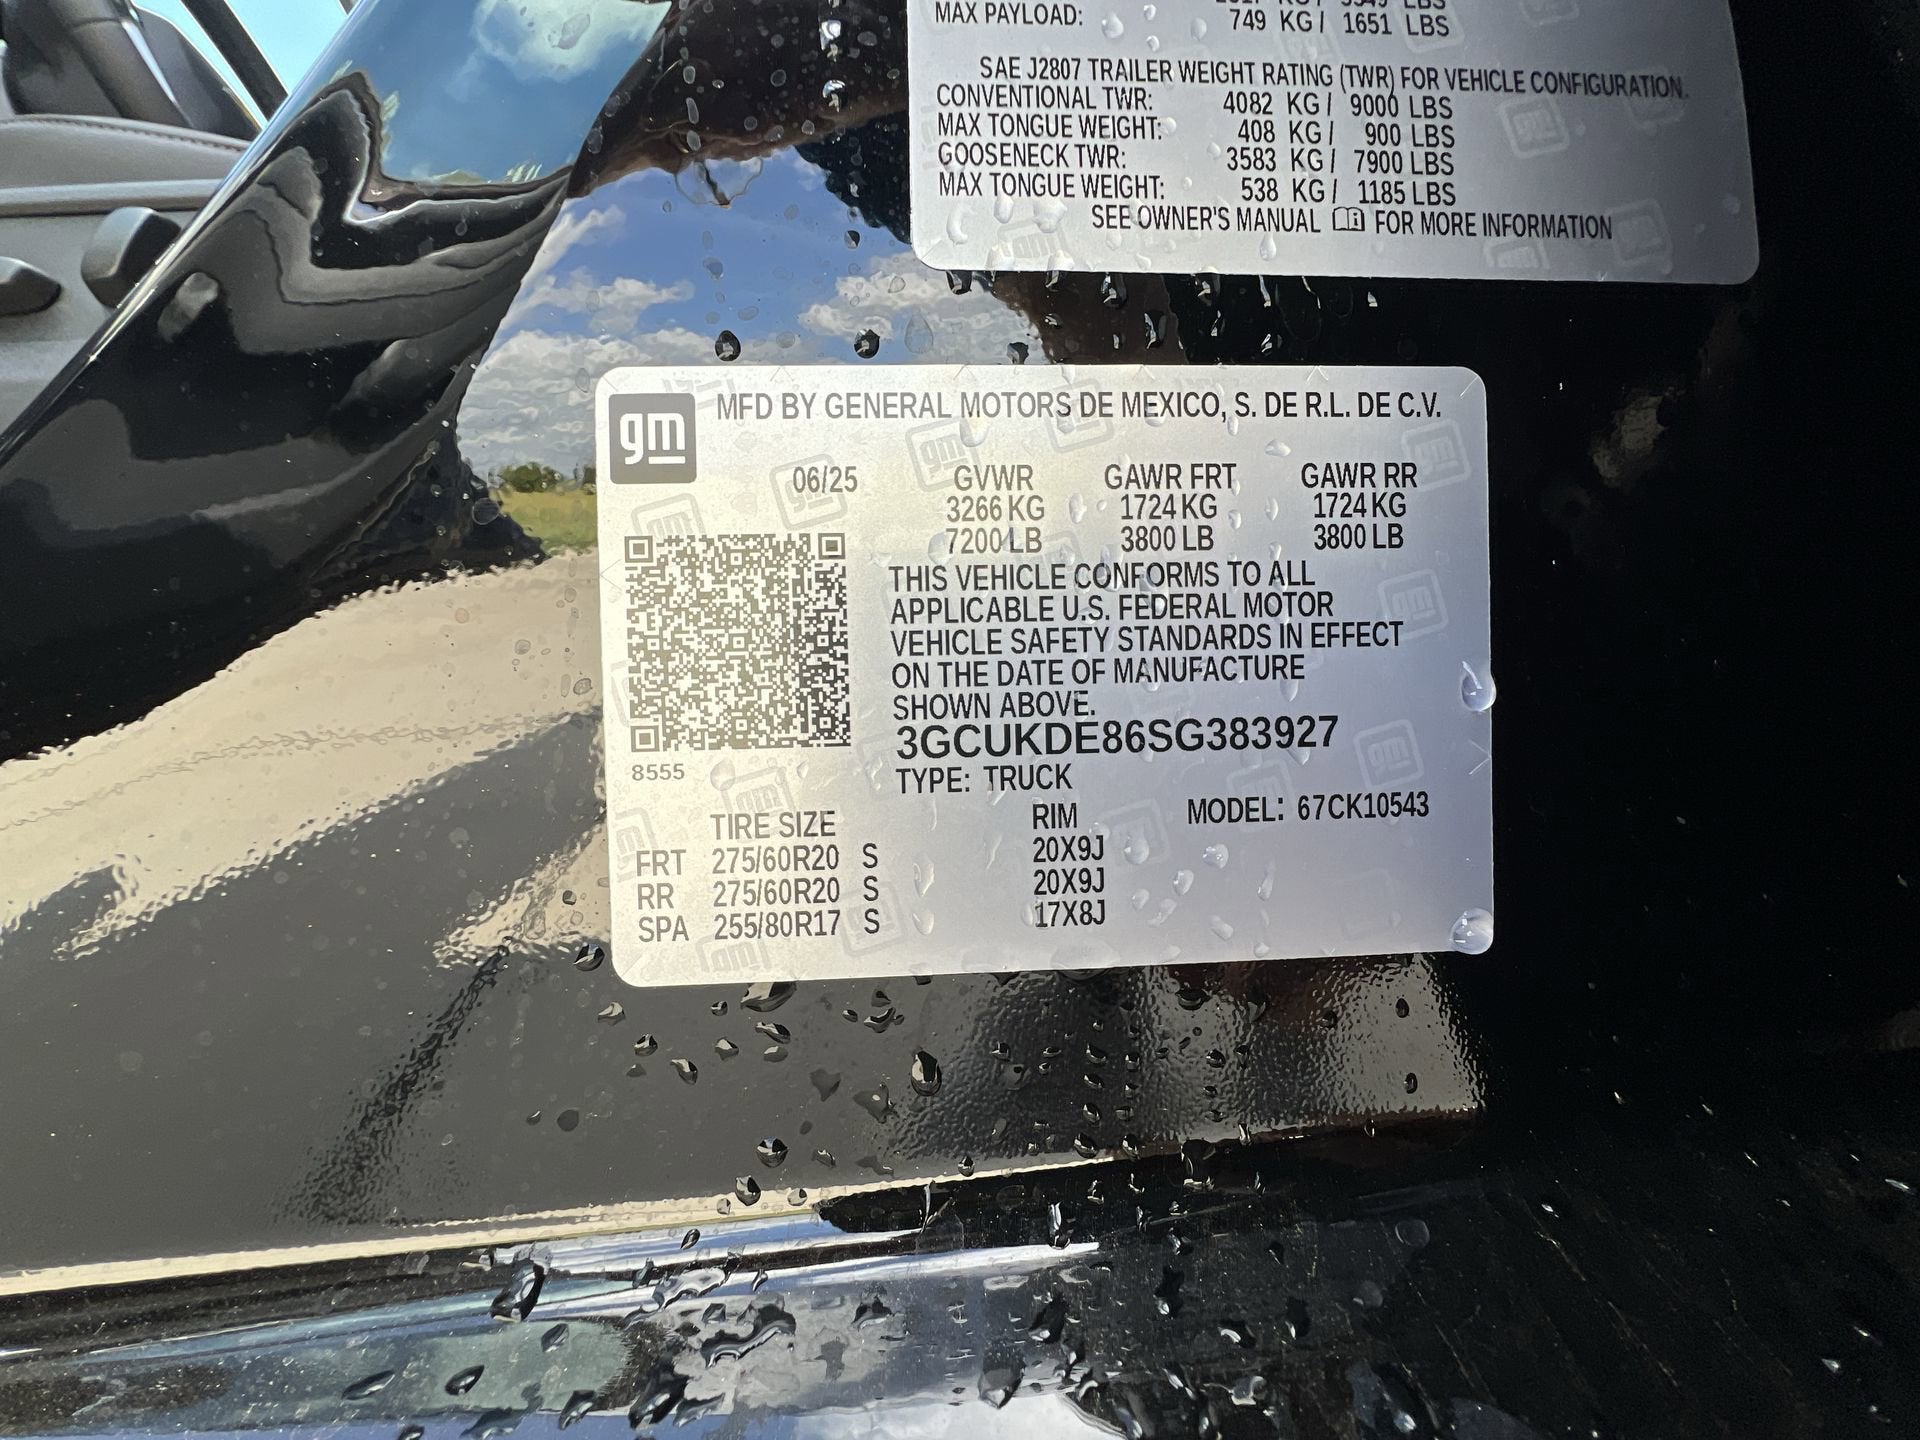 MAX PAYLOAD: 749 KG / 1651 LBS
SAE J2807 TRAILER WEIGHT RATING (TWR) FOR VEHICLE CONFIGURATION.
CONVENTIONAL TWR: 4082 KG / 9000 LBS
MAX TONGUE WEIGHT: 408 KG / 900 LBS
GOOSENECK TWR: 3583 KG / 7900 LBS
MAX TONGUE WEIGHT: 538 KG / 1185 LBS
SEE OWNER'S MANUAL FOR MORE INFORMATION
gm
MFD BY GENERAL MOTORS DE MEXICO, S. DE R.L. DE C.V.
06/25 GVWR GAWR FRT GAWR RR
3266 KG 1724 KG 1724 KG
7200 LB 3800 LB 3800 LB
THIS VEHICLE CONFORMS TO ALL
APPLICABLE U.S. FEDERAL MOTOR
VEHICLE SAFETY STANDARDS IN EFFECT
ON THE DATE OF MANUFACTURE
SHOWN ABOVE.
3GCUKDE86SG383927
8555
TYPE: TRUCK
TIRE SIZE RIM MODEL: 67CK10543
FRT 275/60R20 S 20X9J
RR 275/60R20 S 20X9J
SPA 255/80R17 S 17X8J